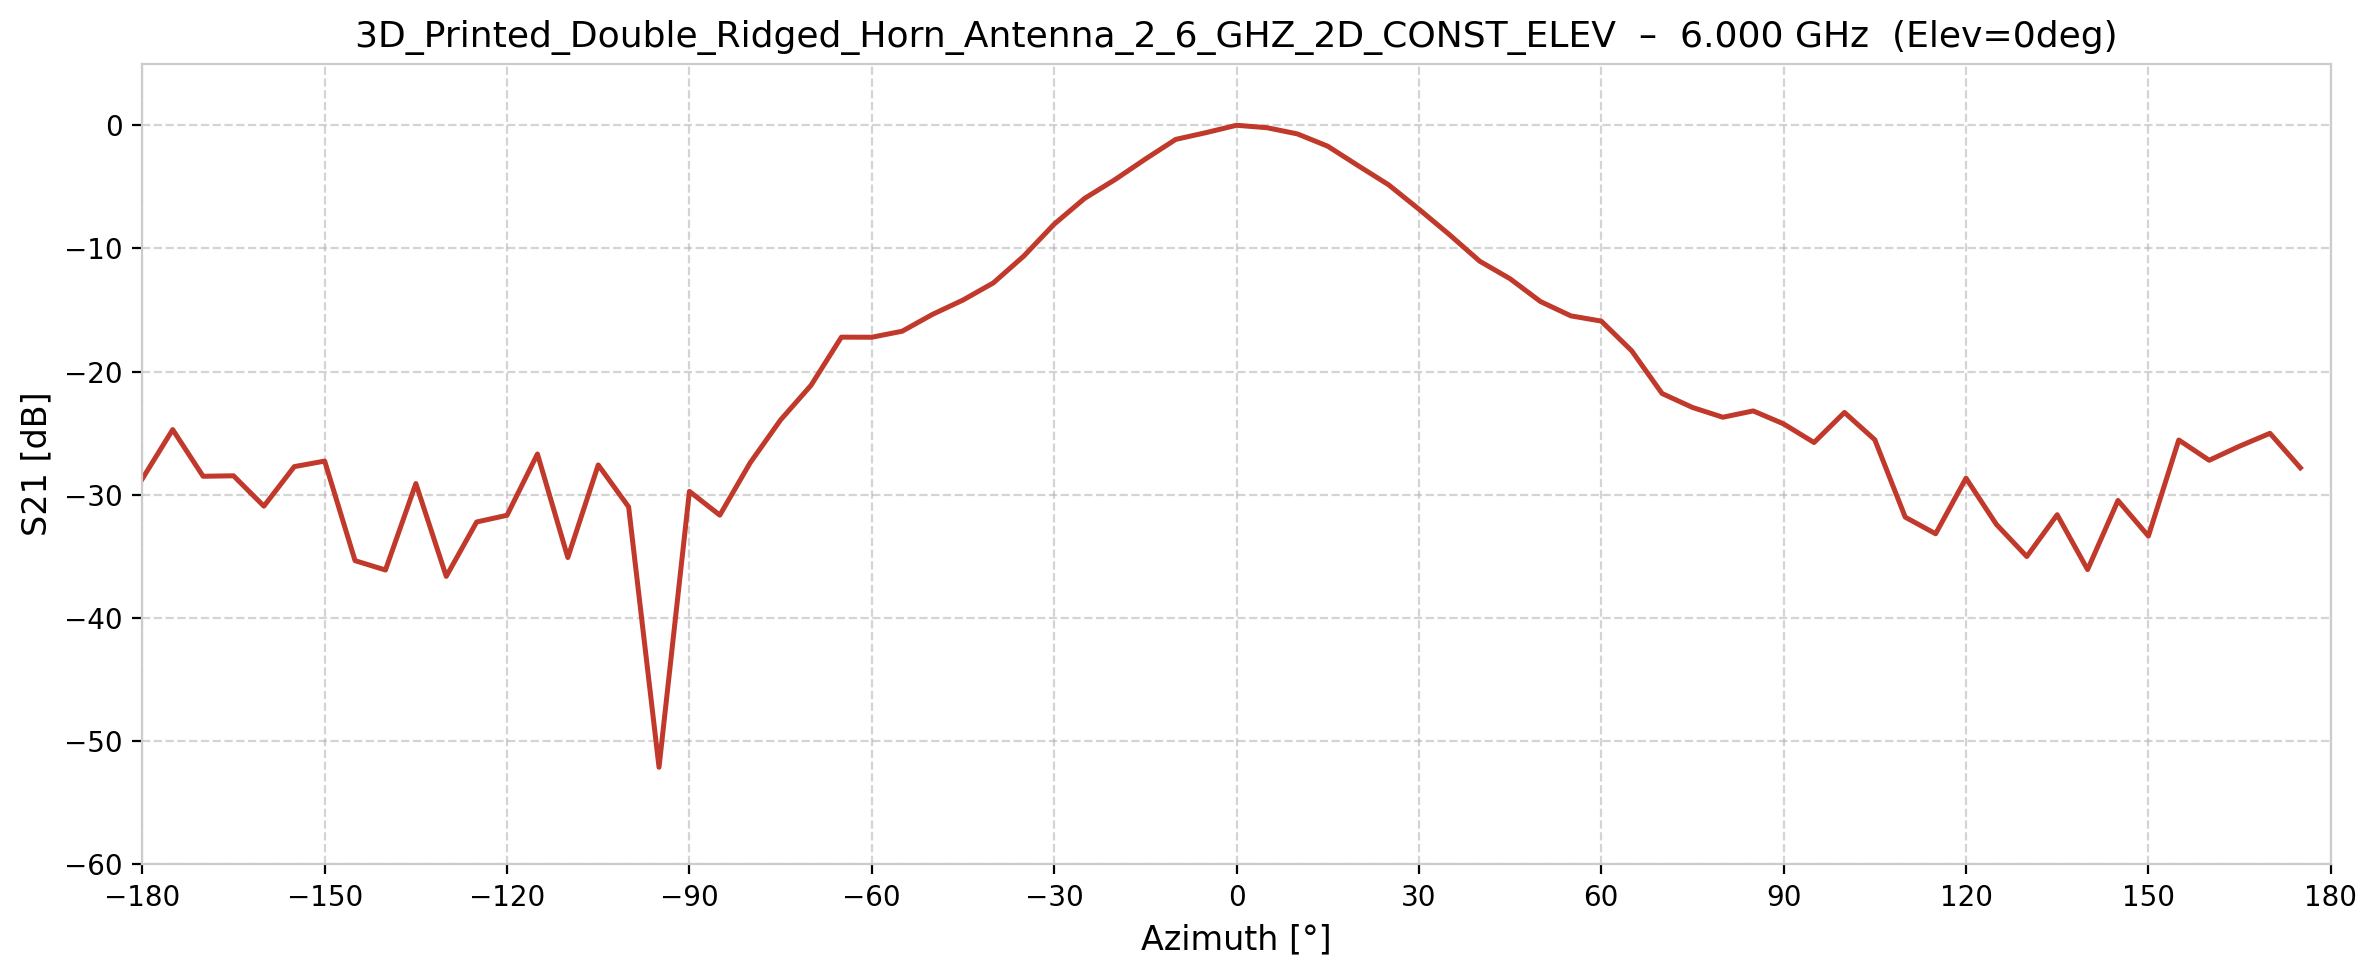 3D_Printed_Double_Ridged_Horn_Antenna_2_6_GHZ_2D_CONST_ELEV – 6.000 GHz (Elev=0deg)
0
−10
−20
−30
−40
−50
−60
S21 [dB]
−180 −150 −120 −90 −60 −30 0 30 60 90 120 150 180
Azimuth [°]